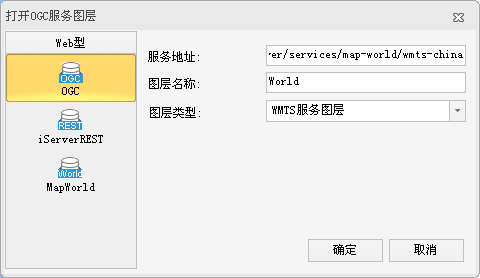 打开OGC服务图层
Web型
OGC
OGC
REST
iServerREST
World
MapWorld
服务地址: ver/services/map-world/wmts-china
图层名称: World
图层类型: WMTS服务图层
确定 取消